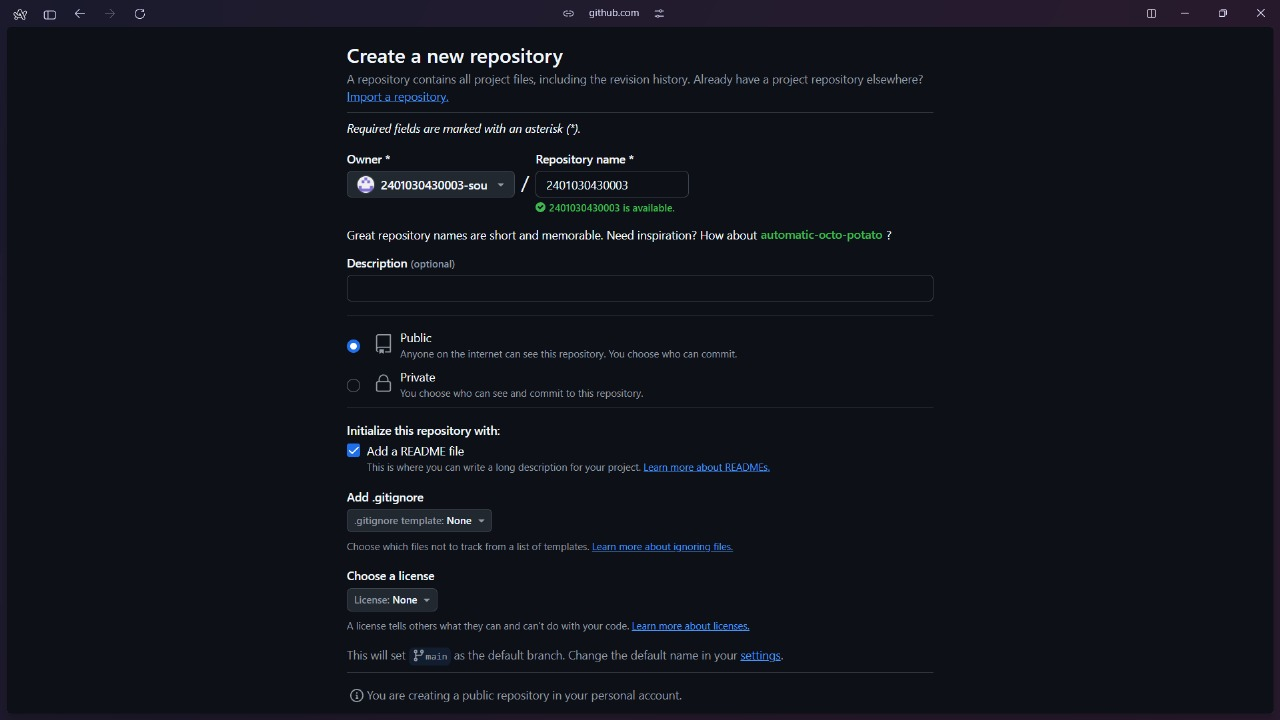 github.com
Create a new repository
A repository contains all project files, including the revision history. Already have a project repository elsewhere?
Import a repository.
Required fields are marked with an asterisk (*).
Owner * Repository name *
2401030430003-sou / 2401030430003
2401030430003 is available.
Great repository names are short and memorable. Need inspiration? How about automatic-octo-potato ?
Description (optional)
Public
Anyone on the internet can see this repository. You choose who can commit.
Private
You choose who can see and commit to this repository.
Initialize this repository with:
Add a README file
This is where you can write a long description for your project. Learn more about READMEs.
Add .gitignore
.gitignore template: None
Choose which files not to track from a list of templates. Learn more about ignoring files.
Choose a license
License: None
A license tells others what they can and can't do with your code. Learn more about licenses.
This will set main as the default branch. Change the default name in your settings.
You are creating a public repository in your personal account.